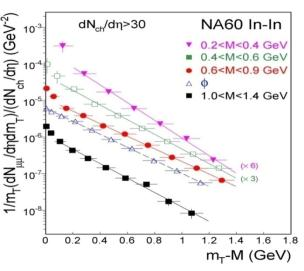 dN_ch/dη>30
NA60 In-In
0.2<M<0.4 (GeV)
0.4<M<0.6 (GeV)
0.6<M<0.9 (GeV)
ϕ
1.0<M<1.4 (GeV)
1/m_T(dN_μμ/dηdm_T)/(dN_ch/dη) (GeV⁻²)
10⁻³
10⁻⁴
10⁻⁵
10⁻⁶
10⁻⁷
10⁻⁸
(× 6)
(× 3)
0 0.2 0.4 0.6 0.8 1 1.2 1.4 1.6 1.8
m_T-M (GeV)